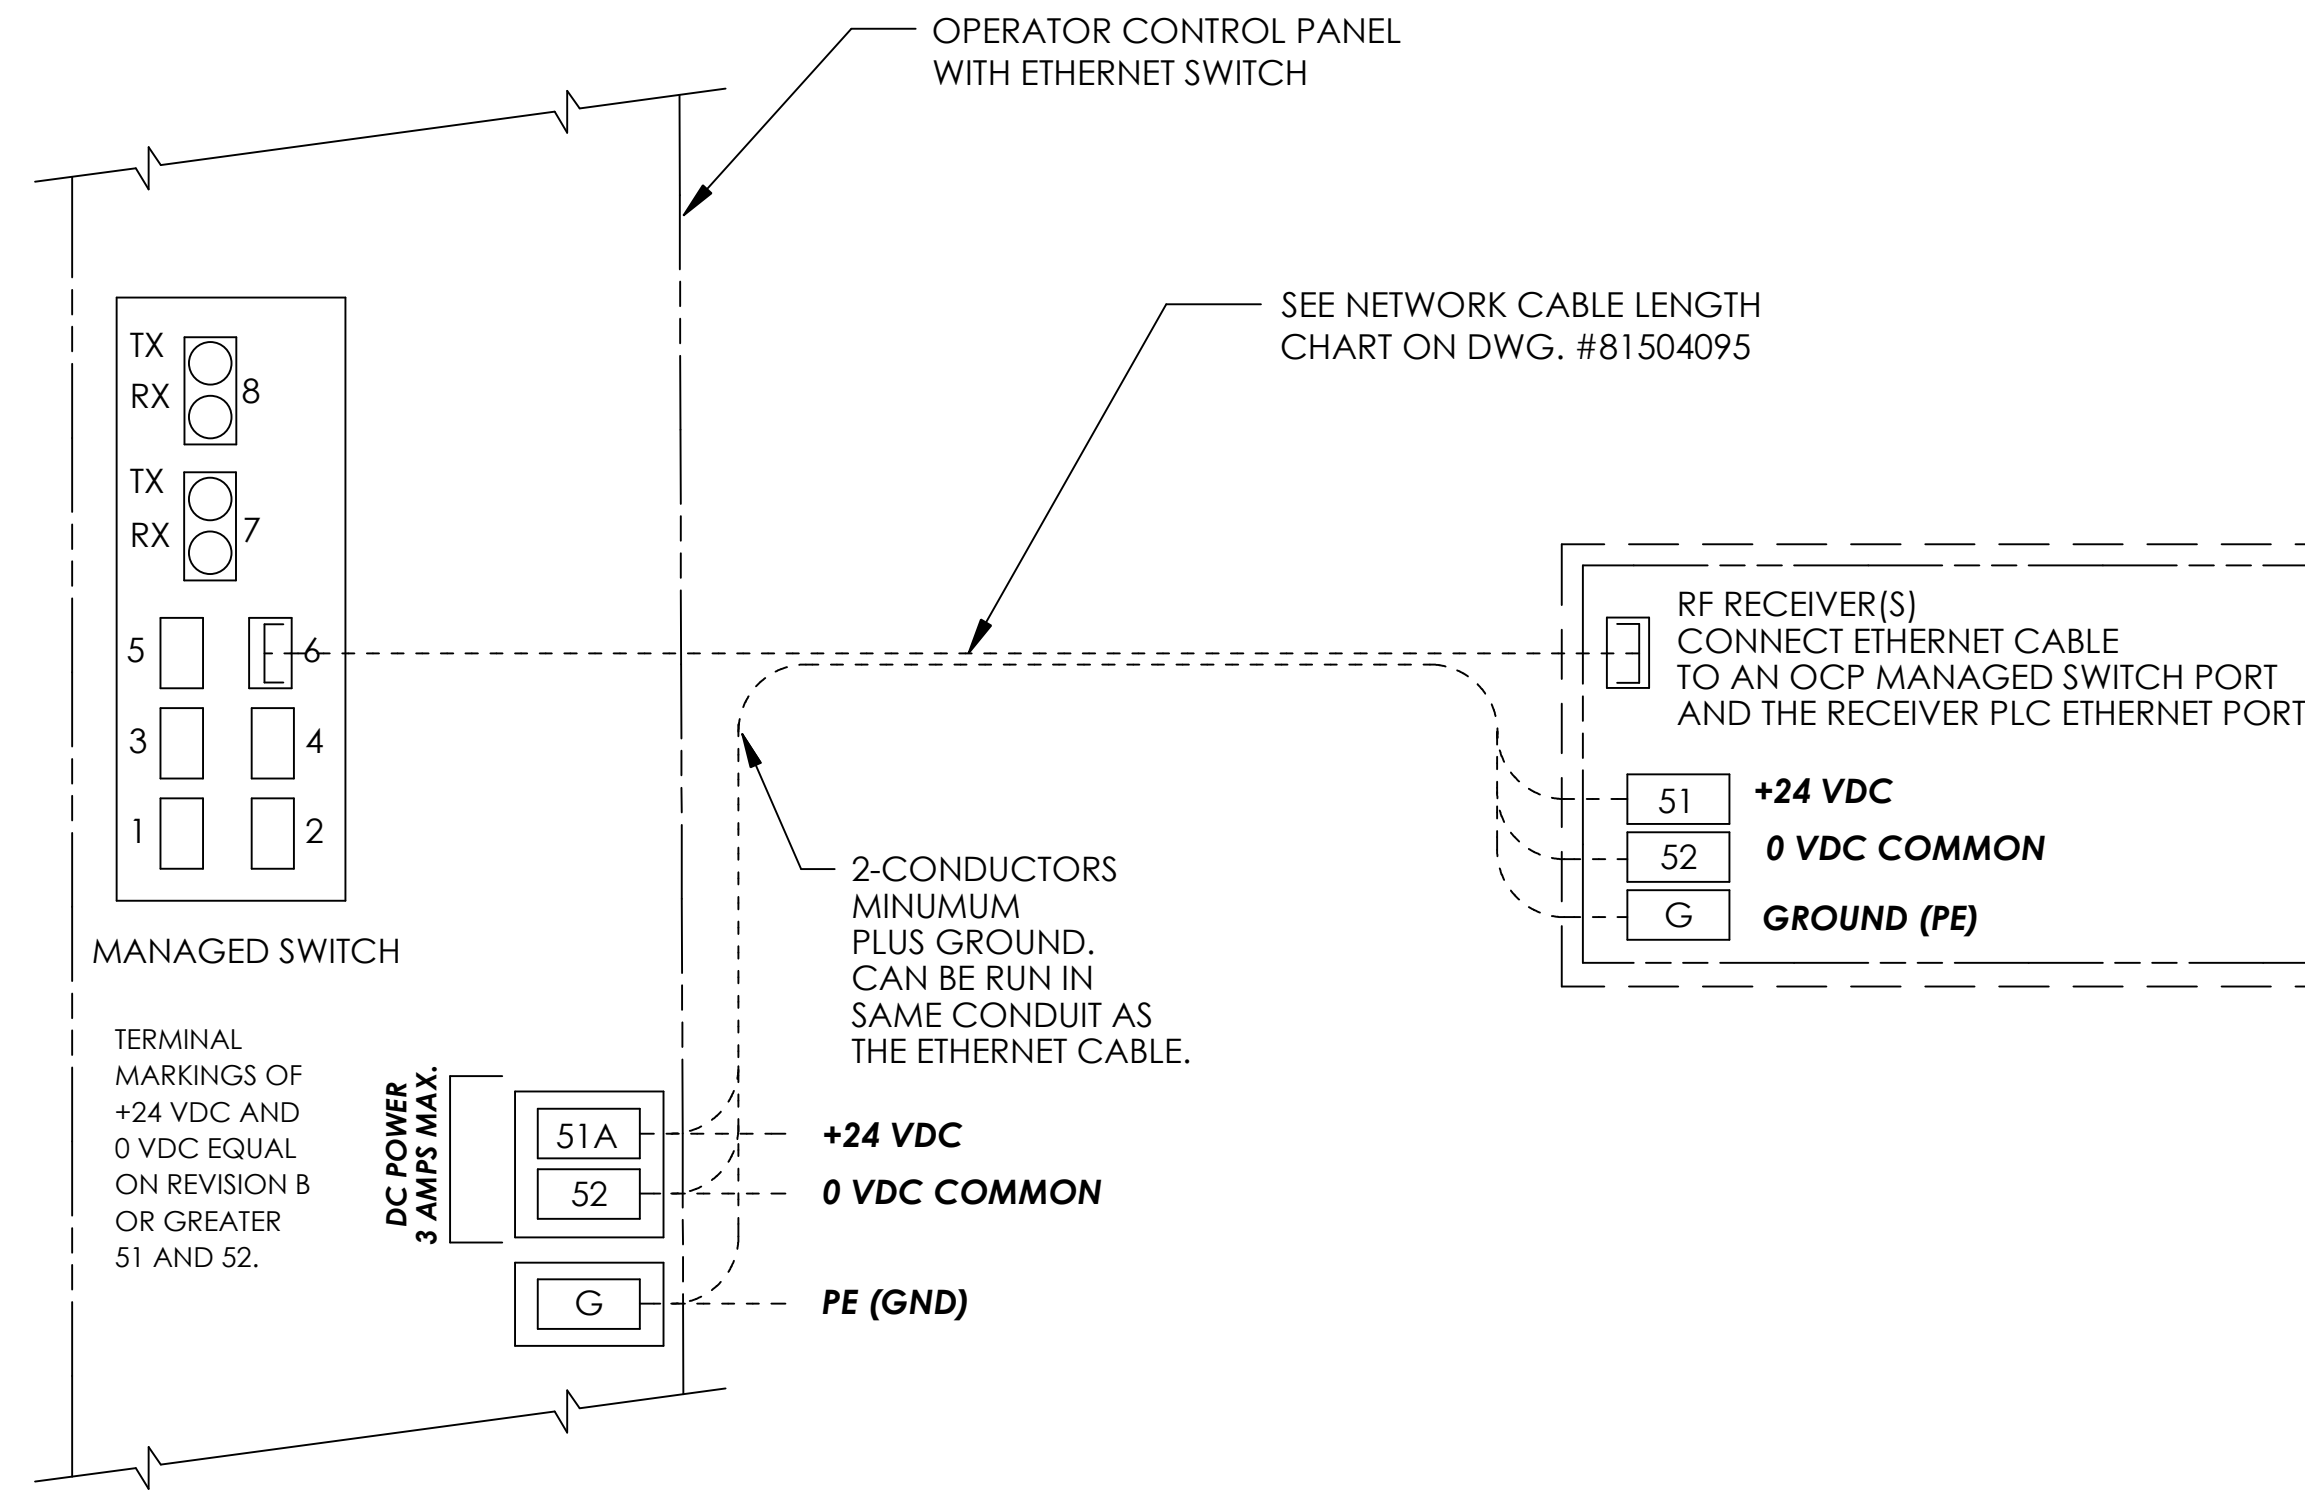 OPERATOR CONTROL PANEL
WITH ETHERNET SWITCH
SEE NETWORK CABLE LENGTH
CHART ON DWG. #81504095
TX
RX
8
TX
RX
7
5
6
3
4
1
2
MANAGED SWITCH
RF RECEIVER(S)
CONNECT ETHERNET CABLE
TO AN OCP MANAGED SWITCH PORT
AND THE RECEIVER PLC ETHERNET PORT
51 +24 VDC
52 0 VDC COMMON
G GROUND (PE)
2-CONDUCTORS
MINUMUM
PLUS GROUND.
CAN BE RUN IN
SAME CONDUIT AS
THE ETHERNET CABLE.
TERMINAL
MARKINGS OF
+24 VDC AND
0 VDC EQUAL
ON REVISION B
OR GREATER
51 AND 52.
DC POWER
3 AMPS MAX.
51A +24 VDC
52 0 VDC COMMON
G PE (GND)